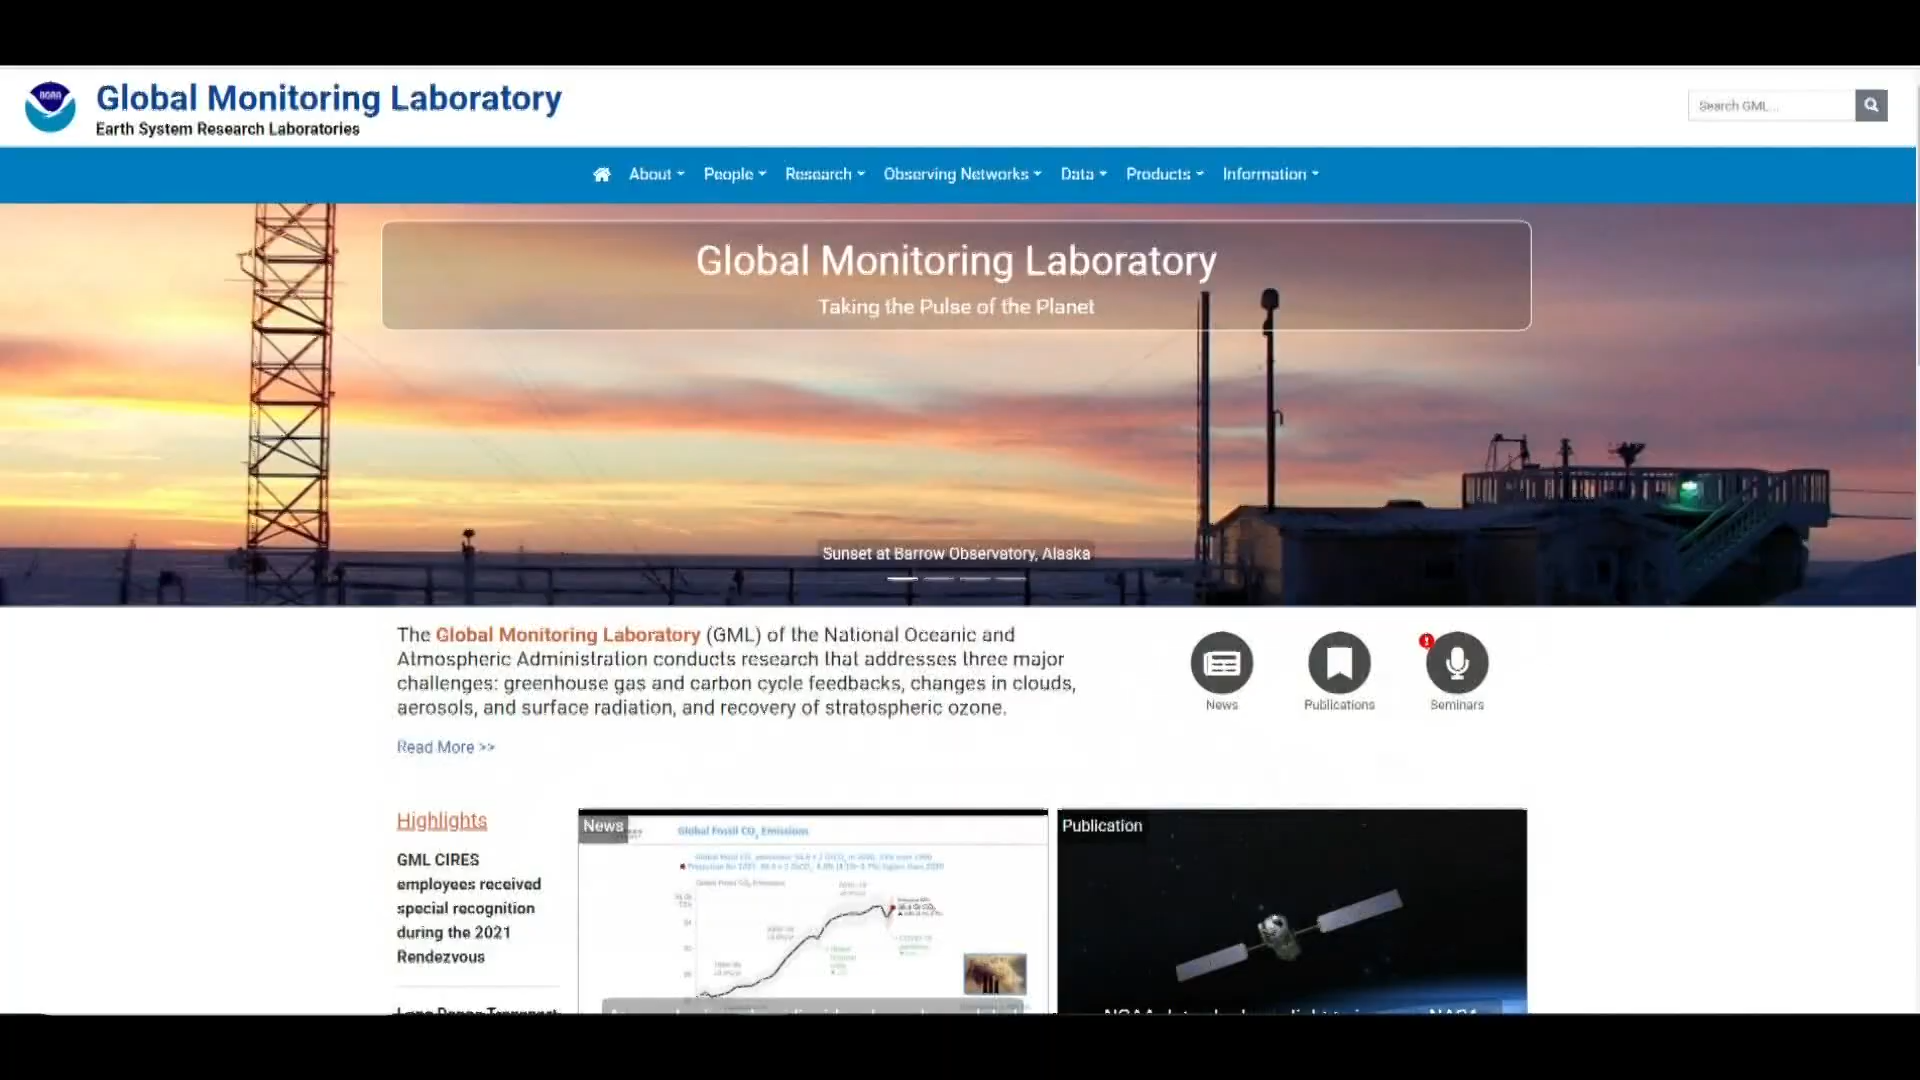 NOAA
Global Monitoring Laboratory
Earth System Research Laboratories
Search GML...
About
People
Research
Observing Networks
Data
Products
Information
Global Monitoring Laboratory
Taking the Pulse of the Planet
Sunset at Barrow Observatory, Alaska
The Global Monitoring Laboratory (GML) of the National Oceanic and
Atmospheric Administration conducts research that addresses three major
challenges: greenhouse gas and carbon cycle feedbacks, changes in clouds,
aerosols, and surface radiation, and recovery of stratospheric ozone.
Read More >>
News
Publications
Seminars
Highlights
GML CIRES
employees received
special recognition
during the 2021
Rendezvous
News
Global Fossil CO2 Emissions
Publication